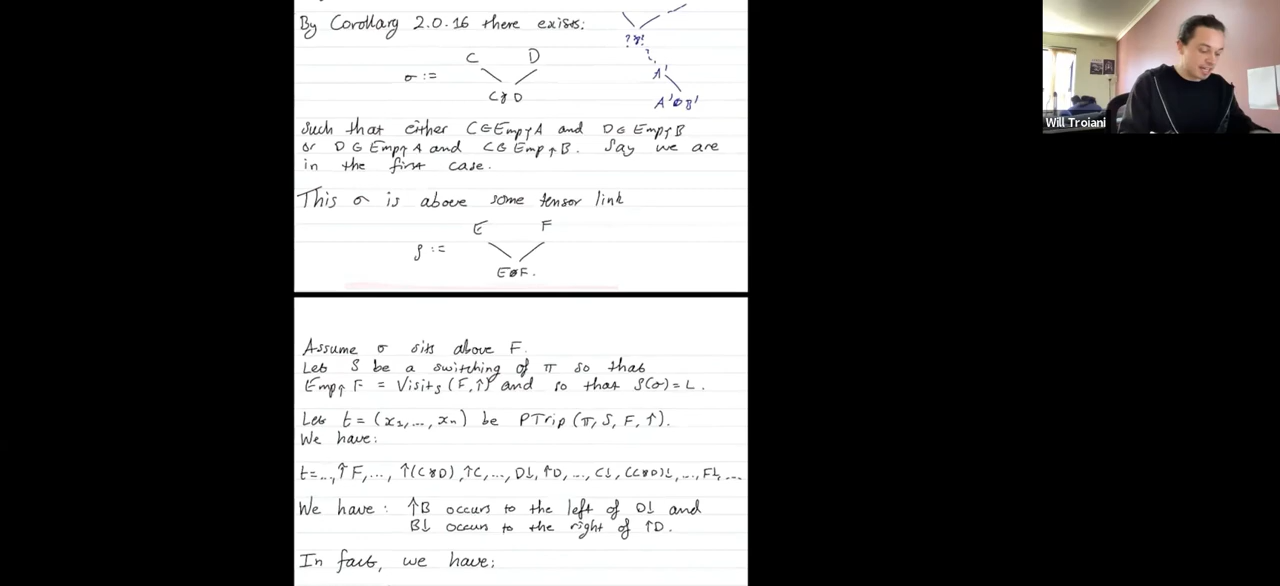 By Corollary 2.0.16 there exists:
C D
σ :=
C⅋D
?⅋!
A'
A'⊗B'
such that either C∈Emp↑A and D∈Emp↑B
or D∈Emp↑A and C∈Emp↑B. Say we are
in the first case.
This σ is above some tensor link
E F
ρ :=
E⊗F.
Assume σ sits above F.
Let S be a switching of π so that
Emp↑F = Visits(F,↑) and so that S(σ)=L.
Let t = (x1,...,xn) be PTrip(π,S,F,↑).
We have:
t=...,↑F,...,↑(C⅋D),↑C,...,D↓,↑D,...,C↓,(C⅋D)↓,...,F↓,...
We have: ↑B occurs to the left of D↓ and
B↓ occurs to the right of ↑D.
In fact, we have;
Will Troiani